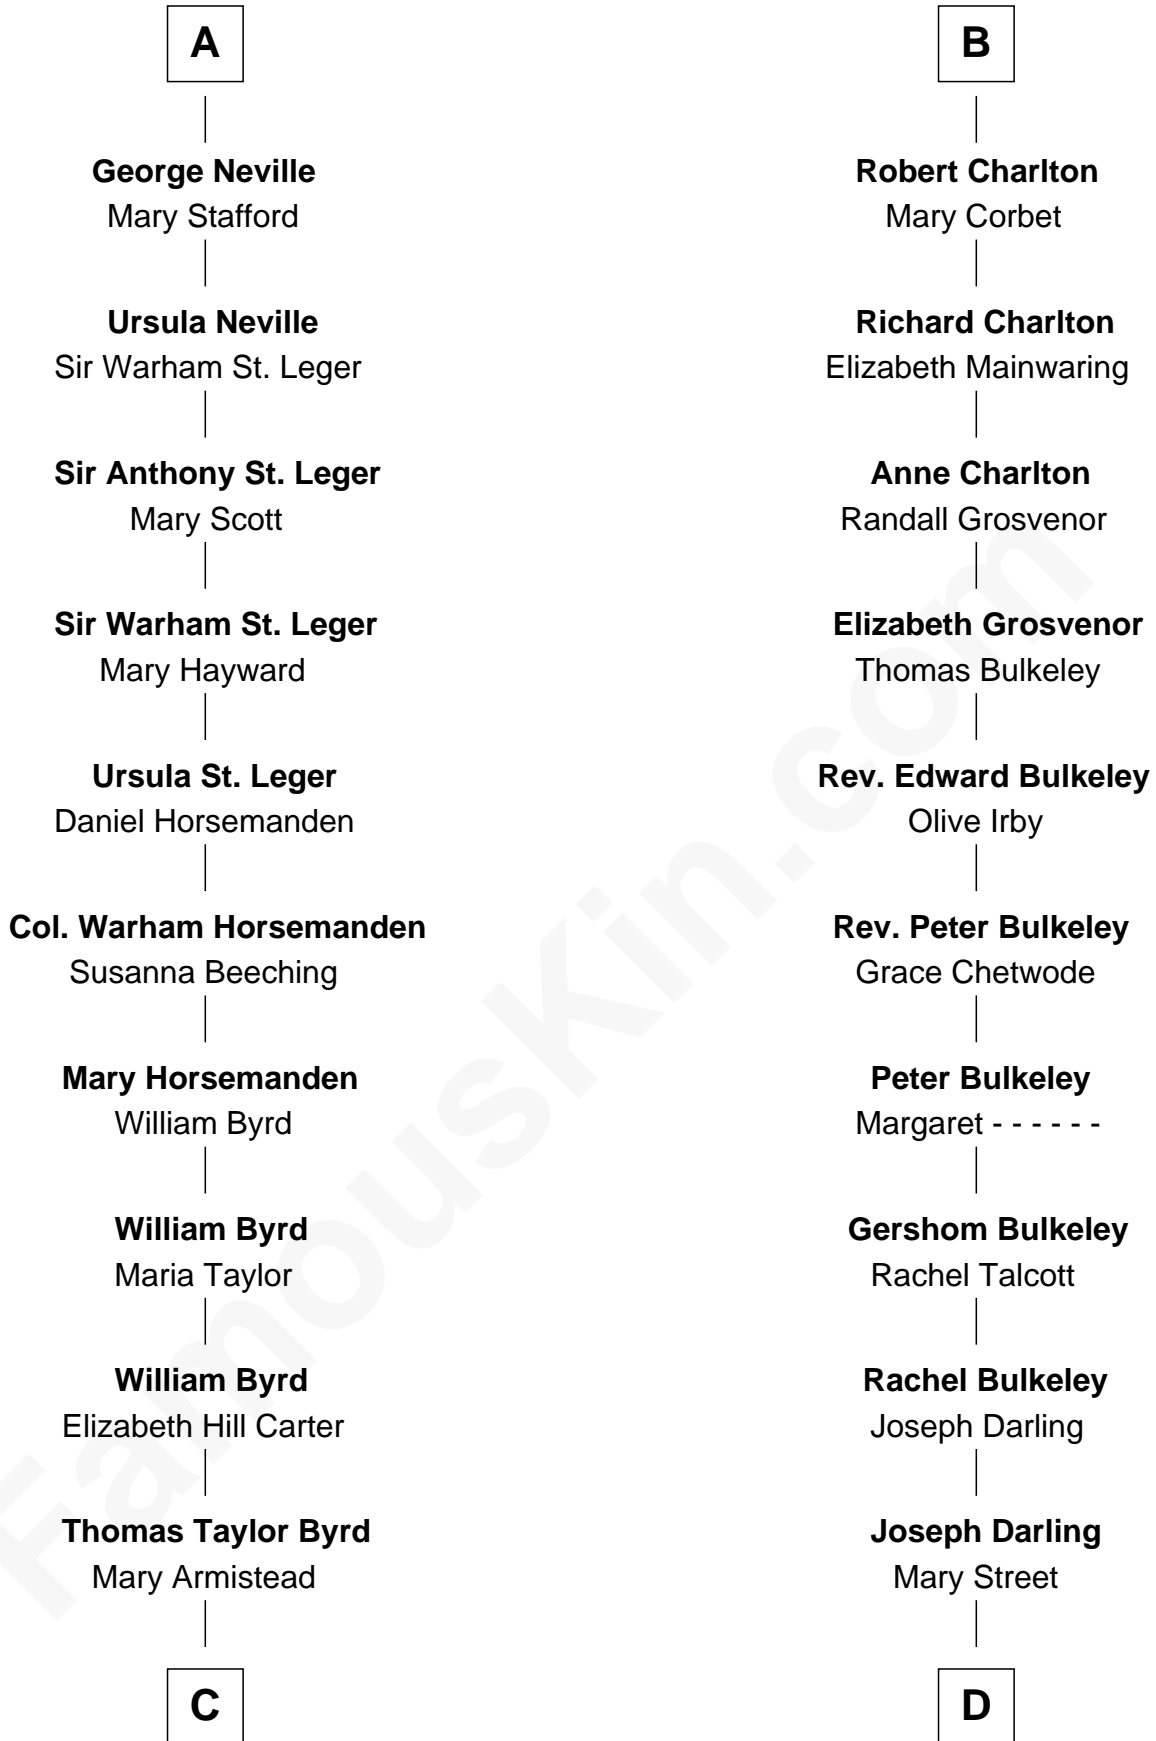 A
George Neville
Mary Stafford
Ursula Neville
Sir Warham St. Leger
Sir Anthony St. Leger
Mary Scott
Sir Warham St. Leger
Mary Hayward
Ursula St. Leger
Daniel Horsemanden
Col. Warham Horsemanden
Susanna Beeching
Mary Horsemanden
William Byrd
William Byrd
Maria Taylor
William Byrd
Elizabeth Hill Carter
Thomas Taylor Byrd
Mary Armistead
C
B
Robert Charlton
Mary Corbet
Richard Charlton
Elizabeth Mainwaring
Anne Charlton
Randall Grosvenor
Elizabeth Grosvenor
Thomas Bulkeley
Rev. Edward Bulkeley
Olive Irby
Rev. Peter Bulkeley
Grace Chetwode
Peter Bulkeley
Margaret - - - - - -
Gershom Bulkeley
Rachel Talcott
Rachel Bulkeley
Joseph Darling
Joseph Darling
Mary Street
D
FamousKin.com